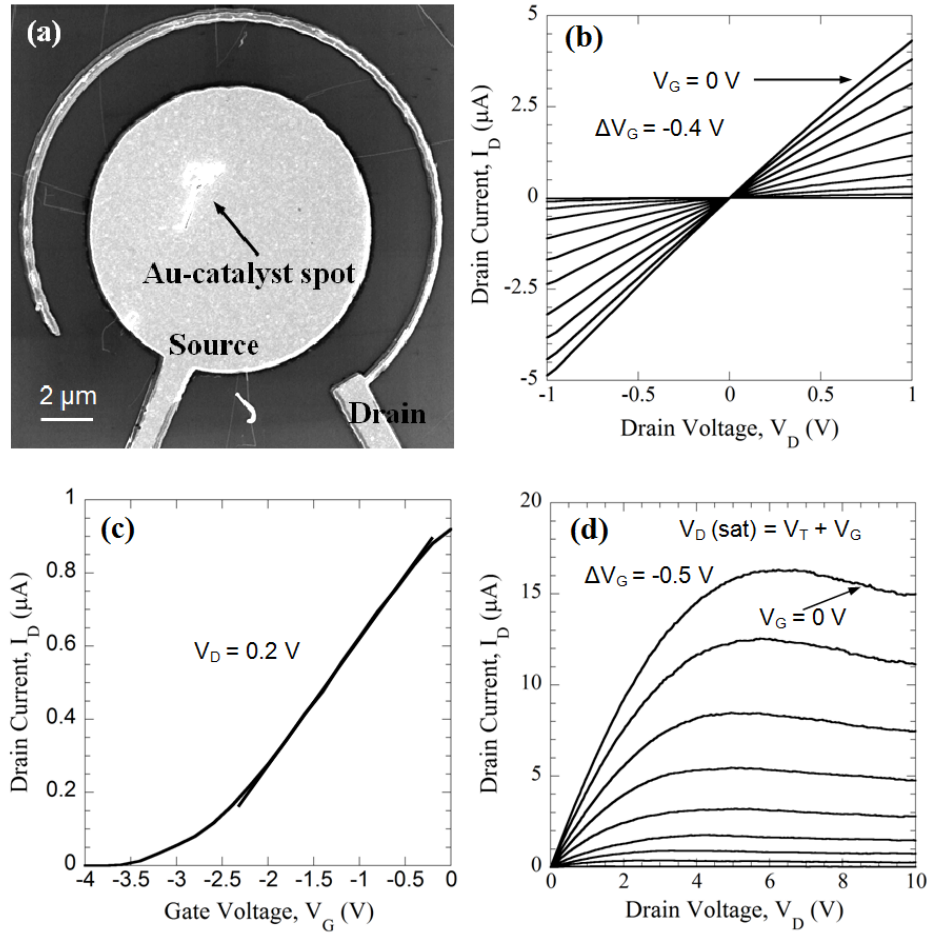 (a)
Au-catalyst spot
Source
2 µm
Drain
(b)
V_G = 0 V
ΔV_G = -0.4 V
Drain Current, I_D (µA)
5
2.5
0
-2.5
-5
-1 -0.5 0 0.5 1
Drain Voltage, V_D (V)
(c)
V_D = 0.2 V
Drain Current, I_D (µA)
1
0.8
0.6
0.4
0.2
0
-4 -3.5 -3 -2.5 -2 -1.5 -1 -0.5 0
Gate Voltage, V_G (V)
(d)
V_D (sat) = V_T + V_G
ΔV_G = -0.5 V
V_G = 0 V
Drain Current, I_D (µA)
20
15
10
5
0
0 2 4 6 8 10
Drain Voltage, V_D (V)